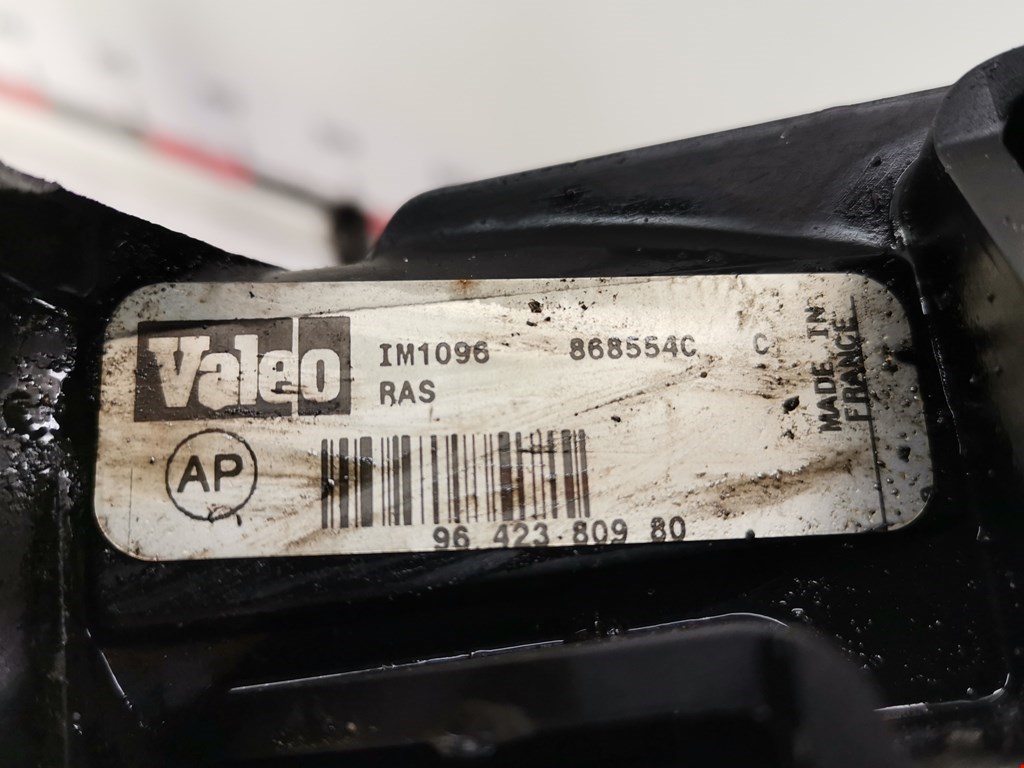 Valeo
IM1096 868554C C
RAS
MADE IN
FRANCE
AP
96 423 809 80